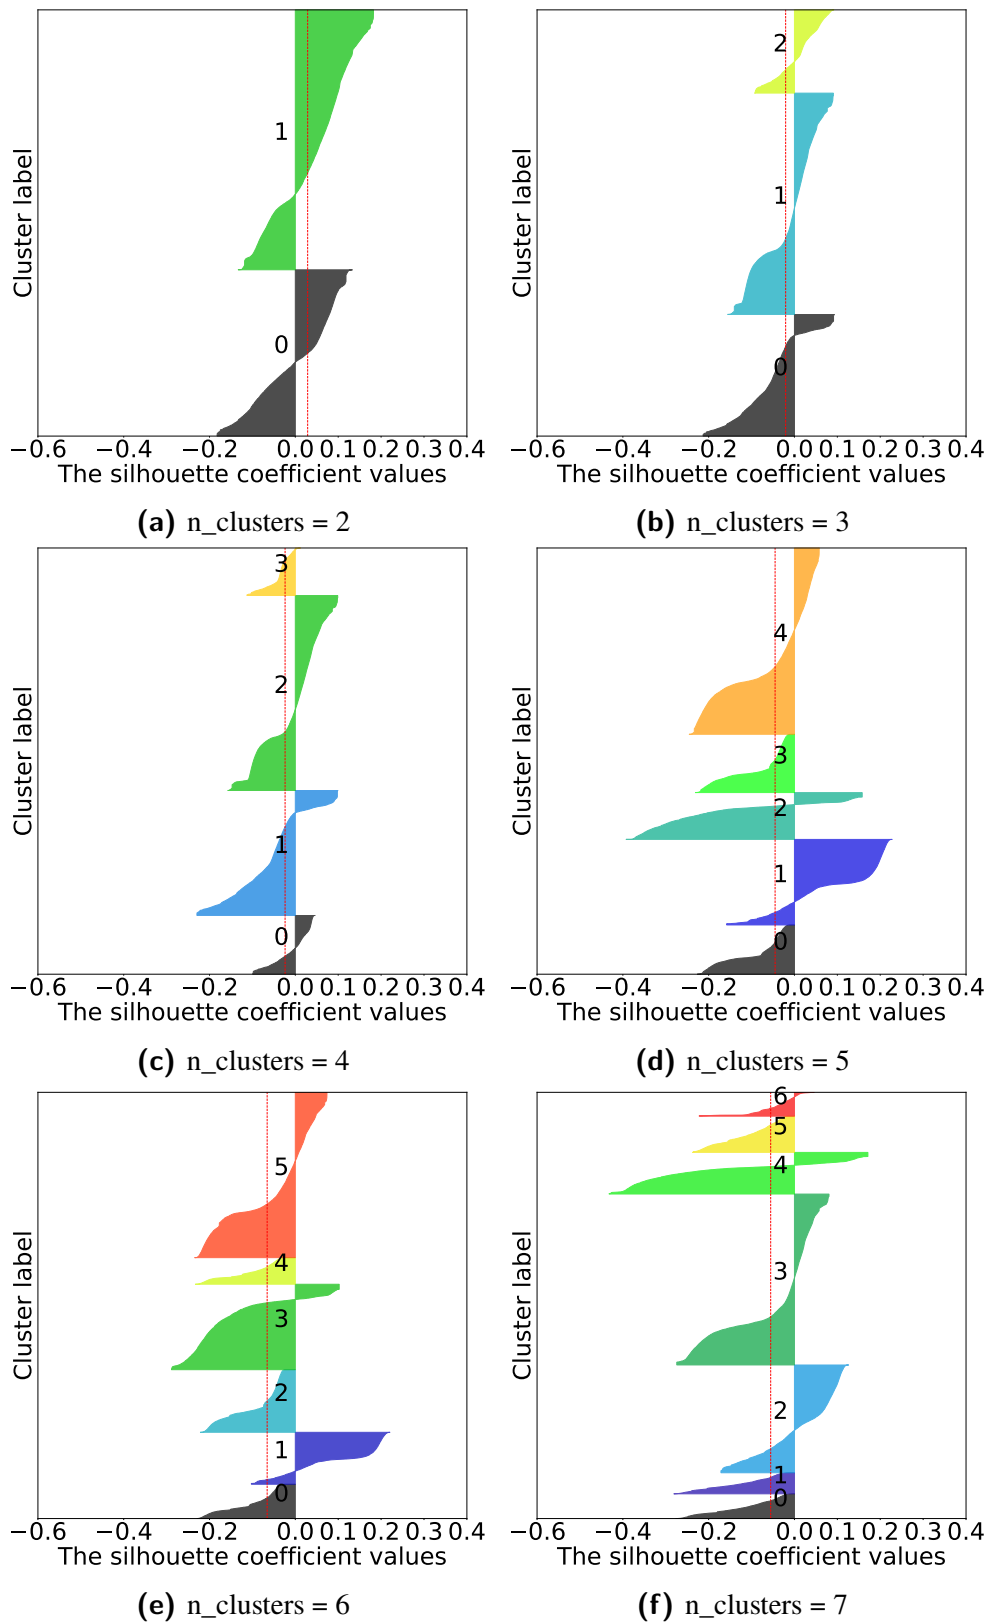 Cluster label
1
0
−0.6 −0.4 −0.2 0.0 0.1 0.2 0.3 0.4
The silhouette coefficient values
(a) n_clusters = 2
Cluster label
2
1
0
−0.6 −0.4 −0.2 0.0 0.1 0.2 0.3 0.4
The silhouette coefficient values
(b) n_clusters = 3
Cluster label
3
2
1
0
−0.6 −0.4 −0.2 0.0 0.1 0.2 0.3 0.4
The silhouette coefficient values
(c) n_clusters = 4
Cluster label
4
3
2
1
0
−0.6 −0.4 −0.2 0.0 0.1 0.2 0.3 0.4
The silhouette coefficient values
(d) n_clusters = 5
Cluster label
5
4
3
2
1
0
−0.6 −0.4 −0.2 0.0 0.1 0.2 0.3 0.4
The silhouette coefficient values
(e) n_clusters = 6
Cluster label
6
5
4
3
2
1
0
−0.6 −0.4 −0.2 0.0 0.1 0.2 0.3 0.4
The silhouette coefficient values
(f) n_clusters = 7